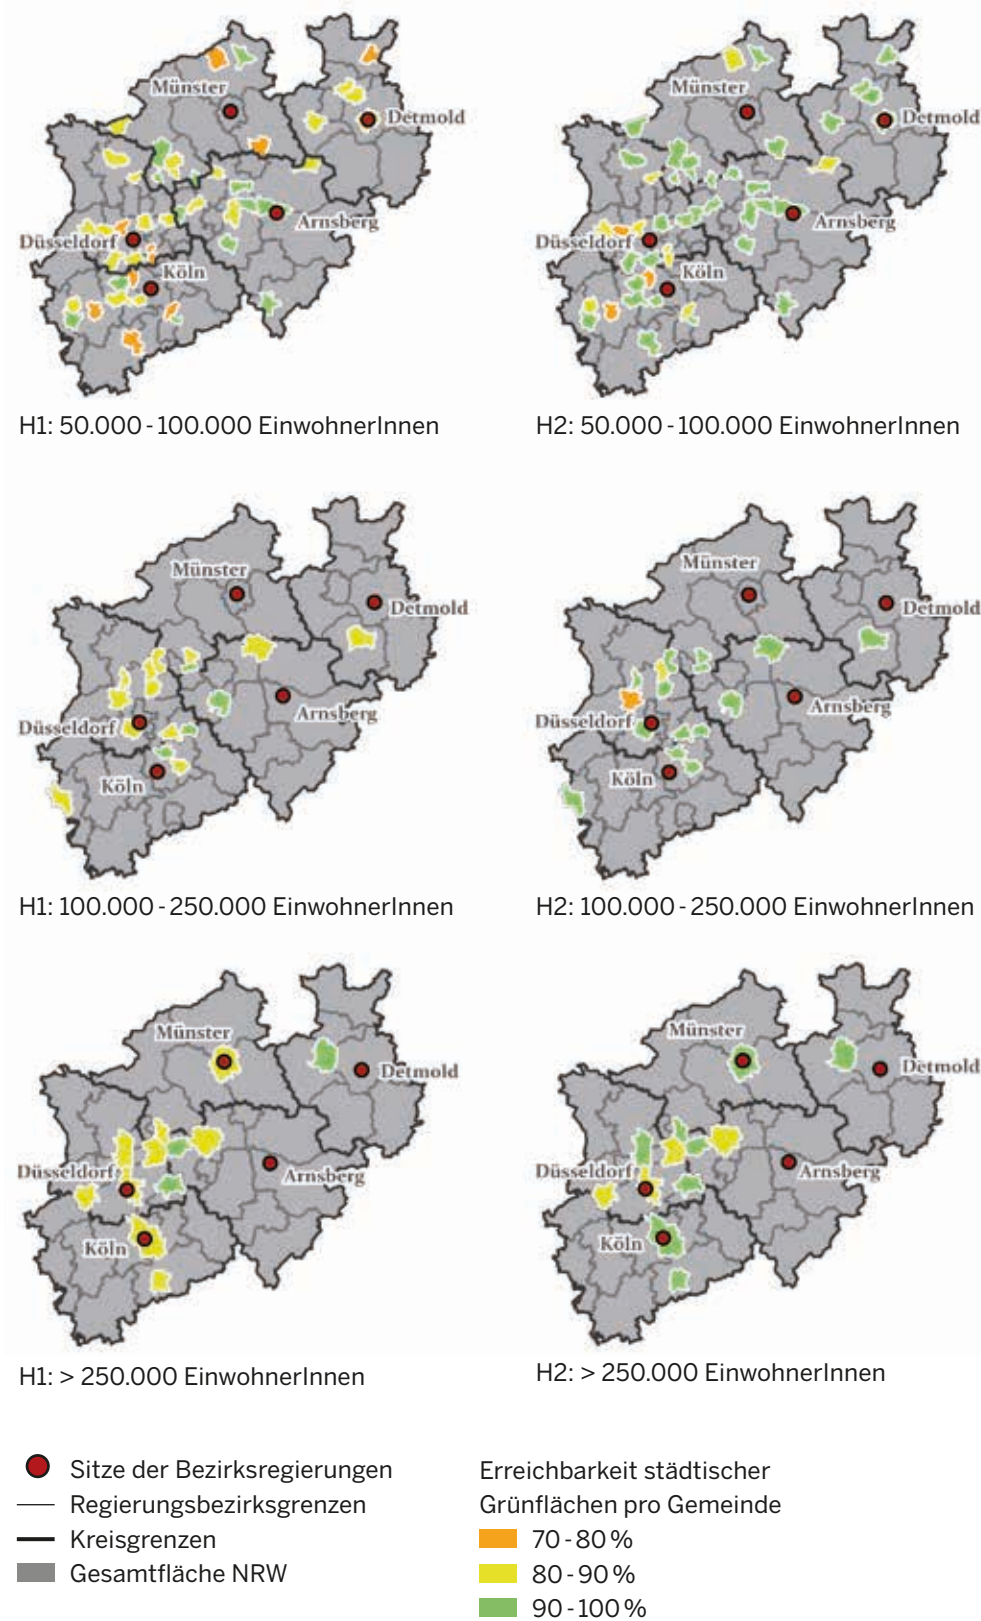 Münster
Detmold
Arnsberg
Düsseldorf
Köln
H1: 50.000 - 100.000 EinwohnerInnen
Münster
Detmold
Arnsberg
Düsseldorf
Köln
H2: 50.000 - 100.000 EinwohnerInnen
Münster
Detmold
Arnsberg
Düsseldorf
Köln
H1: 100.000 - 250.000 EinwohnerInnen
Münster
Detmold
Arnsberg
Düsseldorf
Köln
H2: 100.000 - 250.000 EinwohnerInnen
Münster
Detmold
Düsseldorf
Arnsberg
Köln
H1: > 250.000 EinwohnerInnen
Münster
Detmold
Düsseldorf
Arnsberg
Köln
H2: > 250.000 EinwohnerInnen
Sitze der Bezirksregierungen
Regierungsbezirksgrenzen
Kreisgrenzen
Gesamtfläche NRW
Erreichbarkeit städtischer
Grünflächen pro Gemeinde
70 - 80 %
80 - 90 %
90 - 100 %